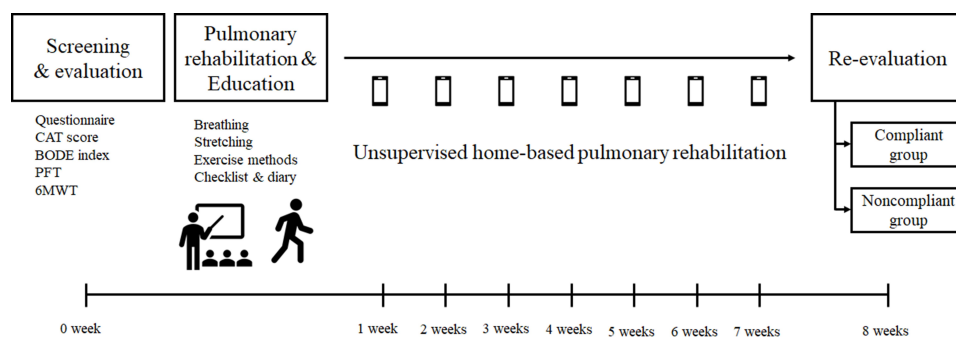 Screening
& evaluation
Pulmonary
rehabilitation &
Education
Re-evaluation
Questionnaire
CAT score
BODE index
PFT
6MWT
Breathing
Stretching
Exercise methods
Checklist & diary
Unsupervised home-based pulmonary rehabilitation
Compliant
group
Noncompliant
group
0 week
1 week
2 weeks
3 weeks
4 weeks
5 weeks
6 weeks
7 weeks
8 weeks